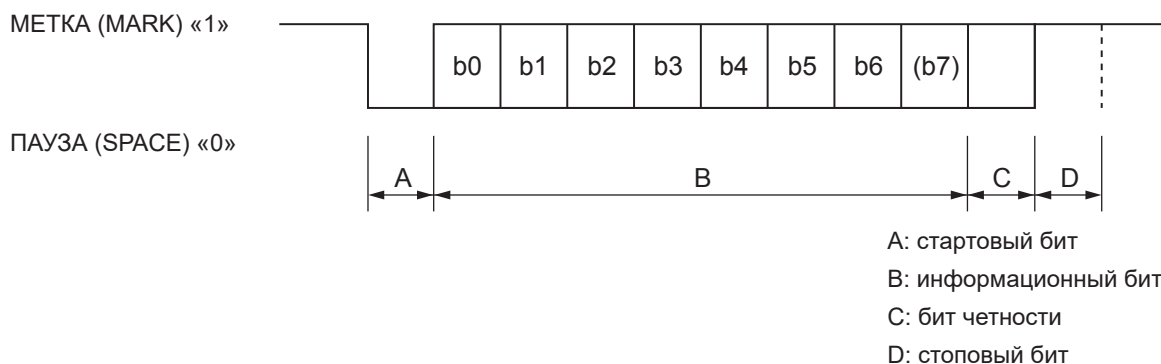 МЕТКА (MARK) «1»
b0 b1 b2 b3 b4 b5 b6 (b7)
ПАУЗА (SPACE) «0»
A B C D
A: стартовый бит
B: информационный бит
C: бит четности
D: стоповый бит